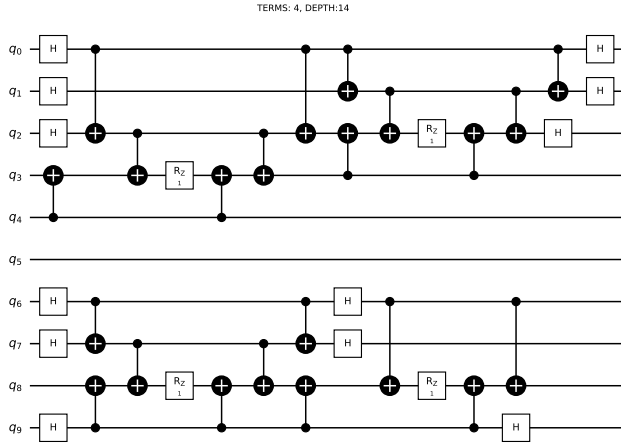 TERMS: 4, DEPTH:14
q0 H H
q1 H H
q2 H RZ 1 H
q3 RZ 1
q4
q5
q6 H H
q7 H H
q8 RZ 1 RZ 1
q9 H H